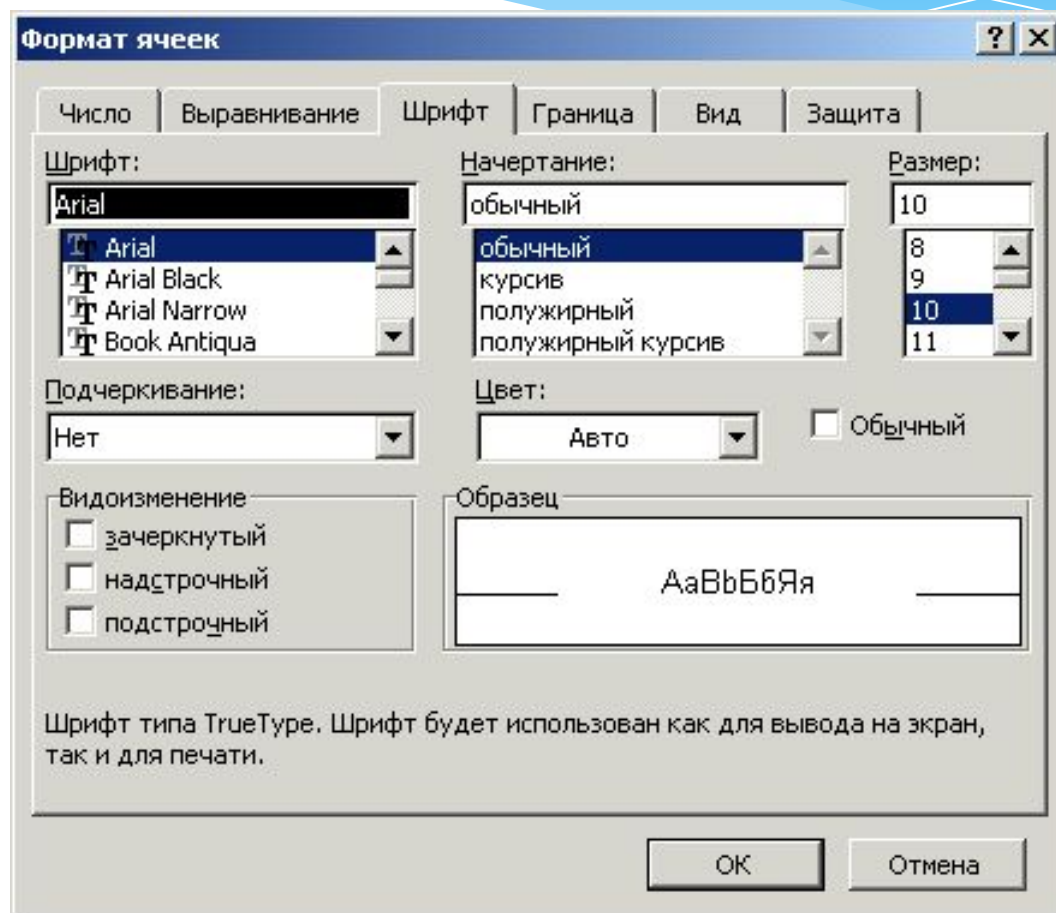 Формат ячеек
Число Выравнивание Шрифт Граница Вид Защита
Шрифт: Начертание: Размер:
Arial обычный 10
Arial обычный 8
Arial Black курсив 9
Arial Narrow полужирный 10
Book Antiqua полужирный курсив 11
Подчеркивание: Цвет:
Нет Авто Обычный
Видоизменение Образец
зачеркнутый
надстрочный АаBbБбЯя
подстрочный
Шрифт типа TrueType. Шрифт будет использован как для вывода на экран,
так и для печати.
ОК Отмена